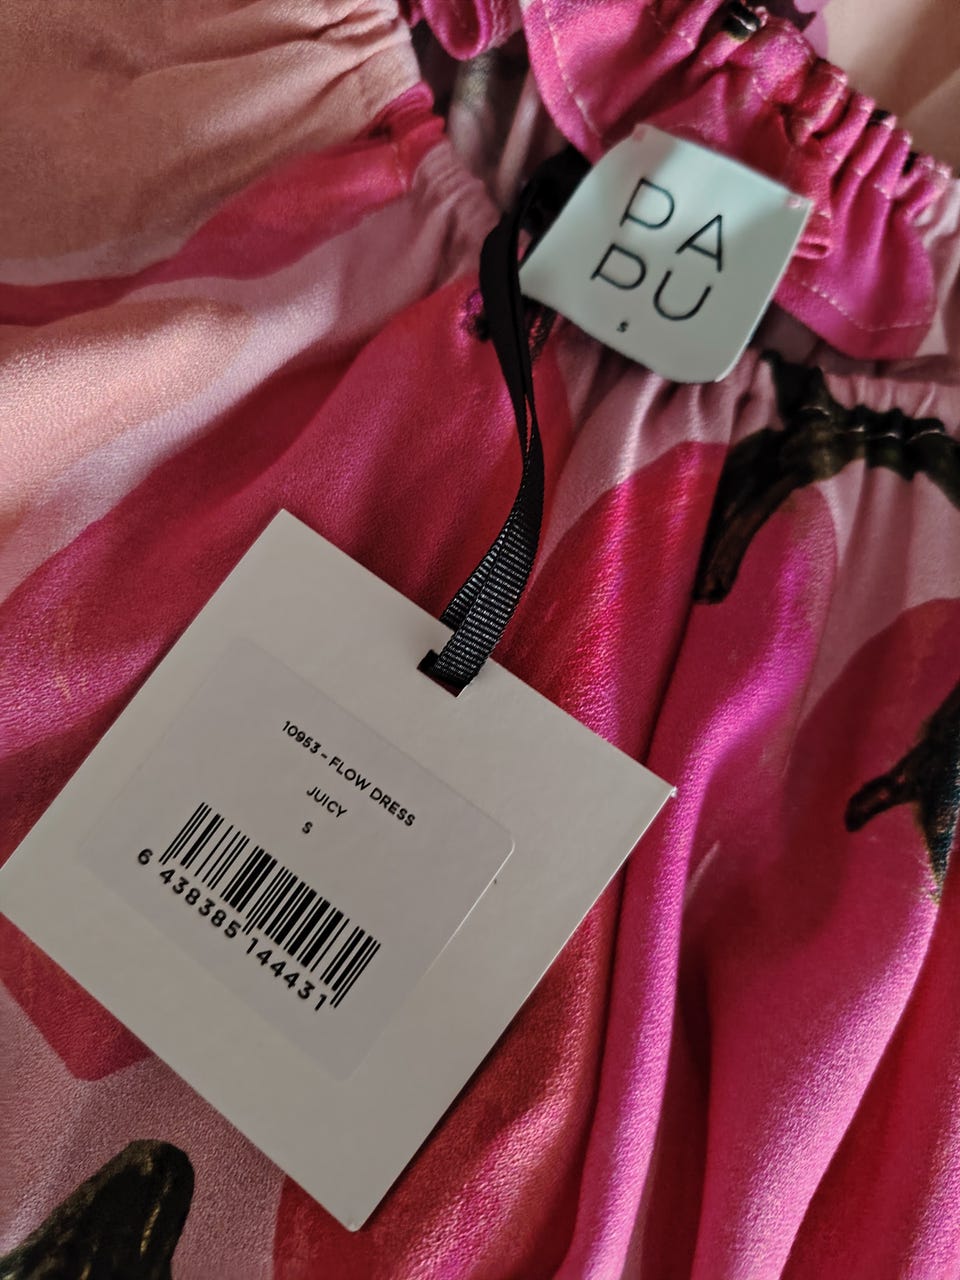 PA
PU
S
10953 - FLOW DRESS
JUICY
S
6 438385 144431